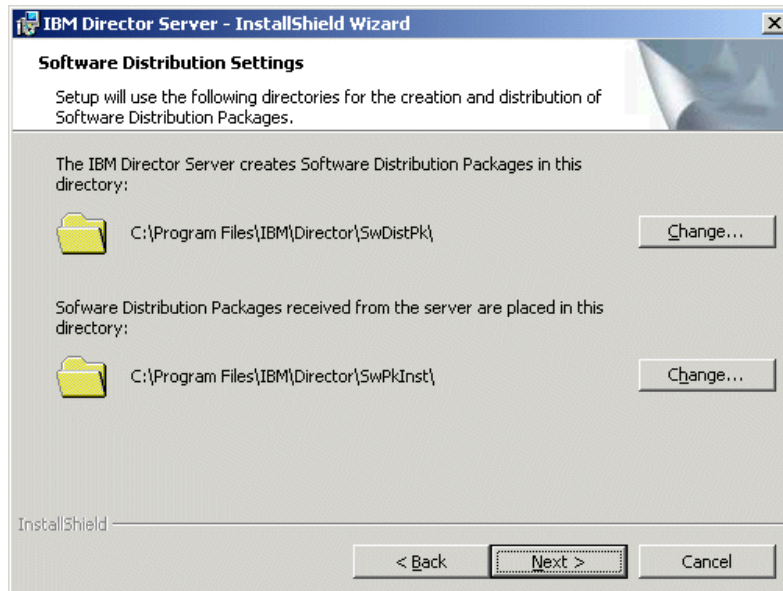 IBM Director Server - InstallShield Wizard
Software Distribution Settings
Setup will use the following directories for the creation and distribution of
Software Distribution Packages.
The IBM Director Server creates Software Distribution Packages in this
directory:
C:\Program Files\IBM\Director\SwDistPk\
Change...
Sofware Distribution Packages received from the server are placed in this
directory:
C:\Program Files\IBM\Director\SwPkInst\
Change...
InstallShield
< Back
Next >
Cancel